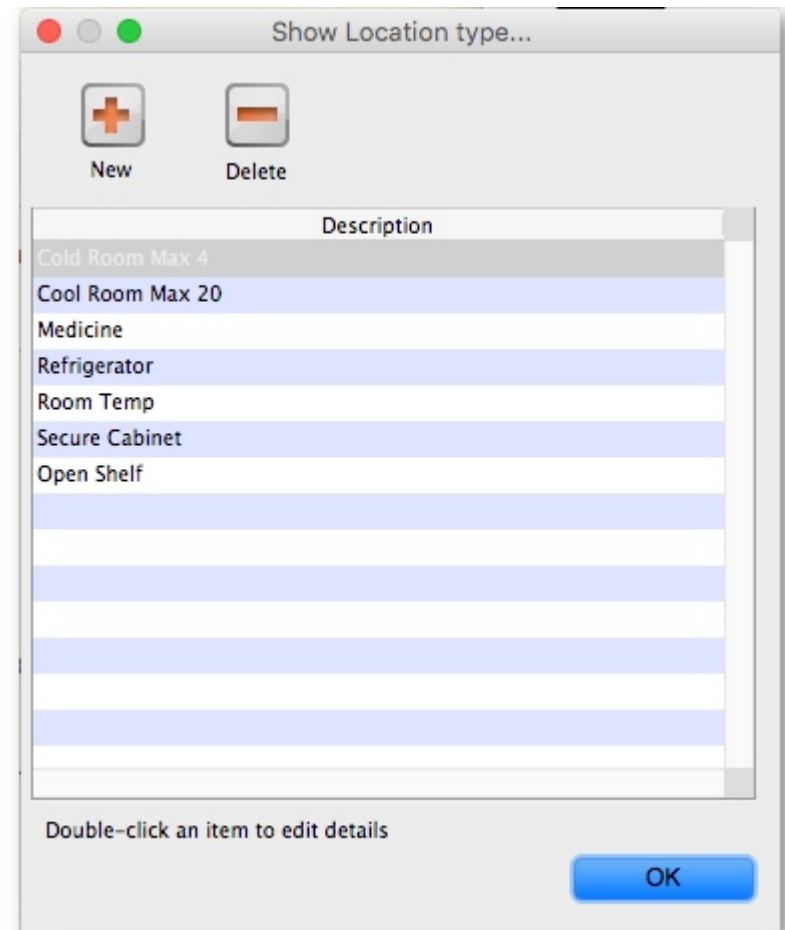 Show Location type...
New
Delete
Description
Cold Room Max 4
Cool Room Max 20
Medicine
Refrigerator
Room Temp
Secure Cabinet
Open Shelf
Double-click an item to edit details
OK